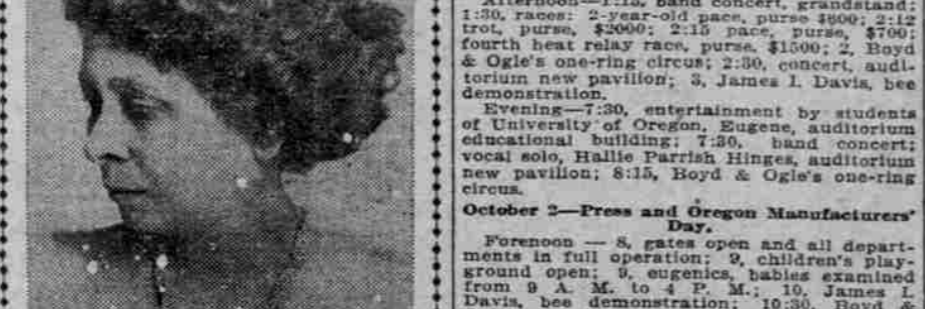 Afternoon—1:15, band concert, grandstand;
1:30, races: 2-year-old pace, purse $600; 2:12
trot, purse, $2000; 2:15 pace, purse, $700;
fourth heat relay race, purse, $1500; 2, Boyd
& Ogle's one-ring circus; 2:30, concert, audi-
torium new pavilion; 3, James I. Davis, bee
demonstration.
Evening—7:30, entertainment by students
of University of Oregon, Eugene, auditorium
educational building; 7:30, band concert;
vocal solo, Hallie Parrish Hinges, auditorium
new pavilion; 8:15, Boyd & Ogle's one-ring
circus.
October 2—Press and Oregon Manufacturers'
Day.
Forenoon — 8, gates open and all depart-
ments in full operation; 9, children's play-
ground open; 9, eugenics, babies examined
from 9 A. M. to 4 P. M.; 10, James I.
Davis, bee demonstration; 10:30, Boyd &